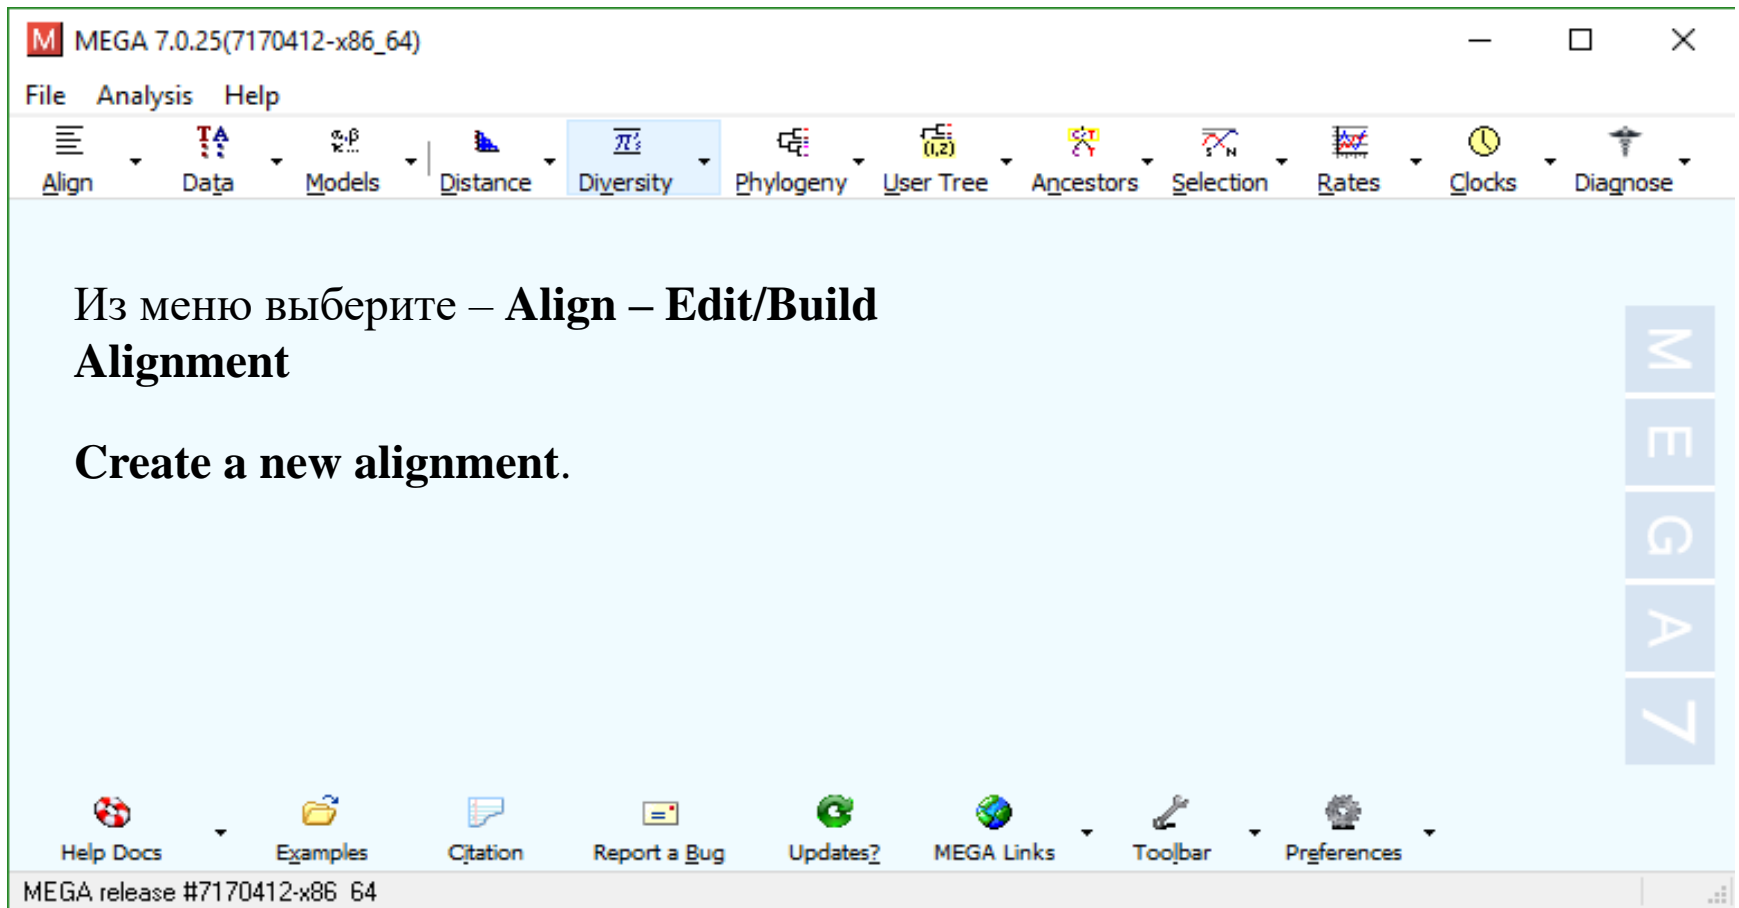 M MEGA 7.0.25(7170412-x86_64)
File Analysis Help
Align Data Models Distance Diversity Phylogeny User Tree Ancestors Selection Rates Clocks Diagnose
Из меню выберите – Align – Edit/Build
Alignment
Create a new alignment.
M
E
G
A
7
Help Docs Examples Citation Report a Bug Updates? MEGA Links Toolbar Preferences
MEGA release #7170412-x86_64